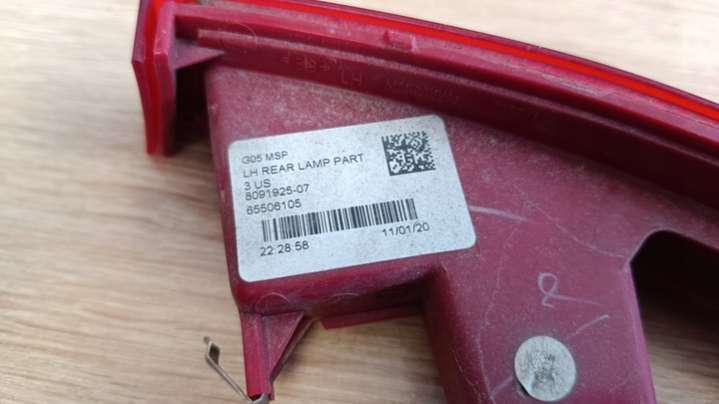 G05 MSP
LH REAR LAMP PART
3 US
8091925-07
65506105
22:28:58
11/01/20